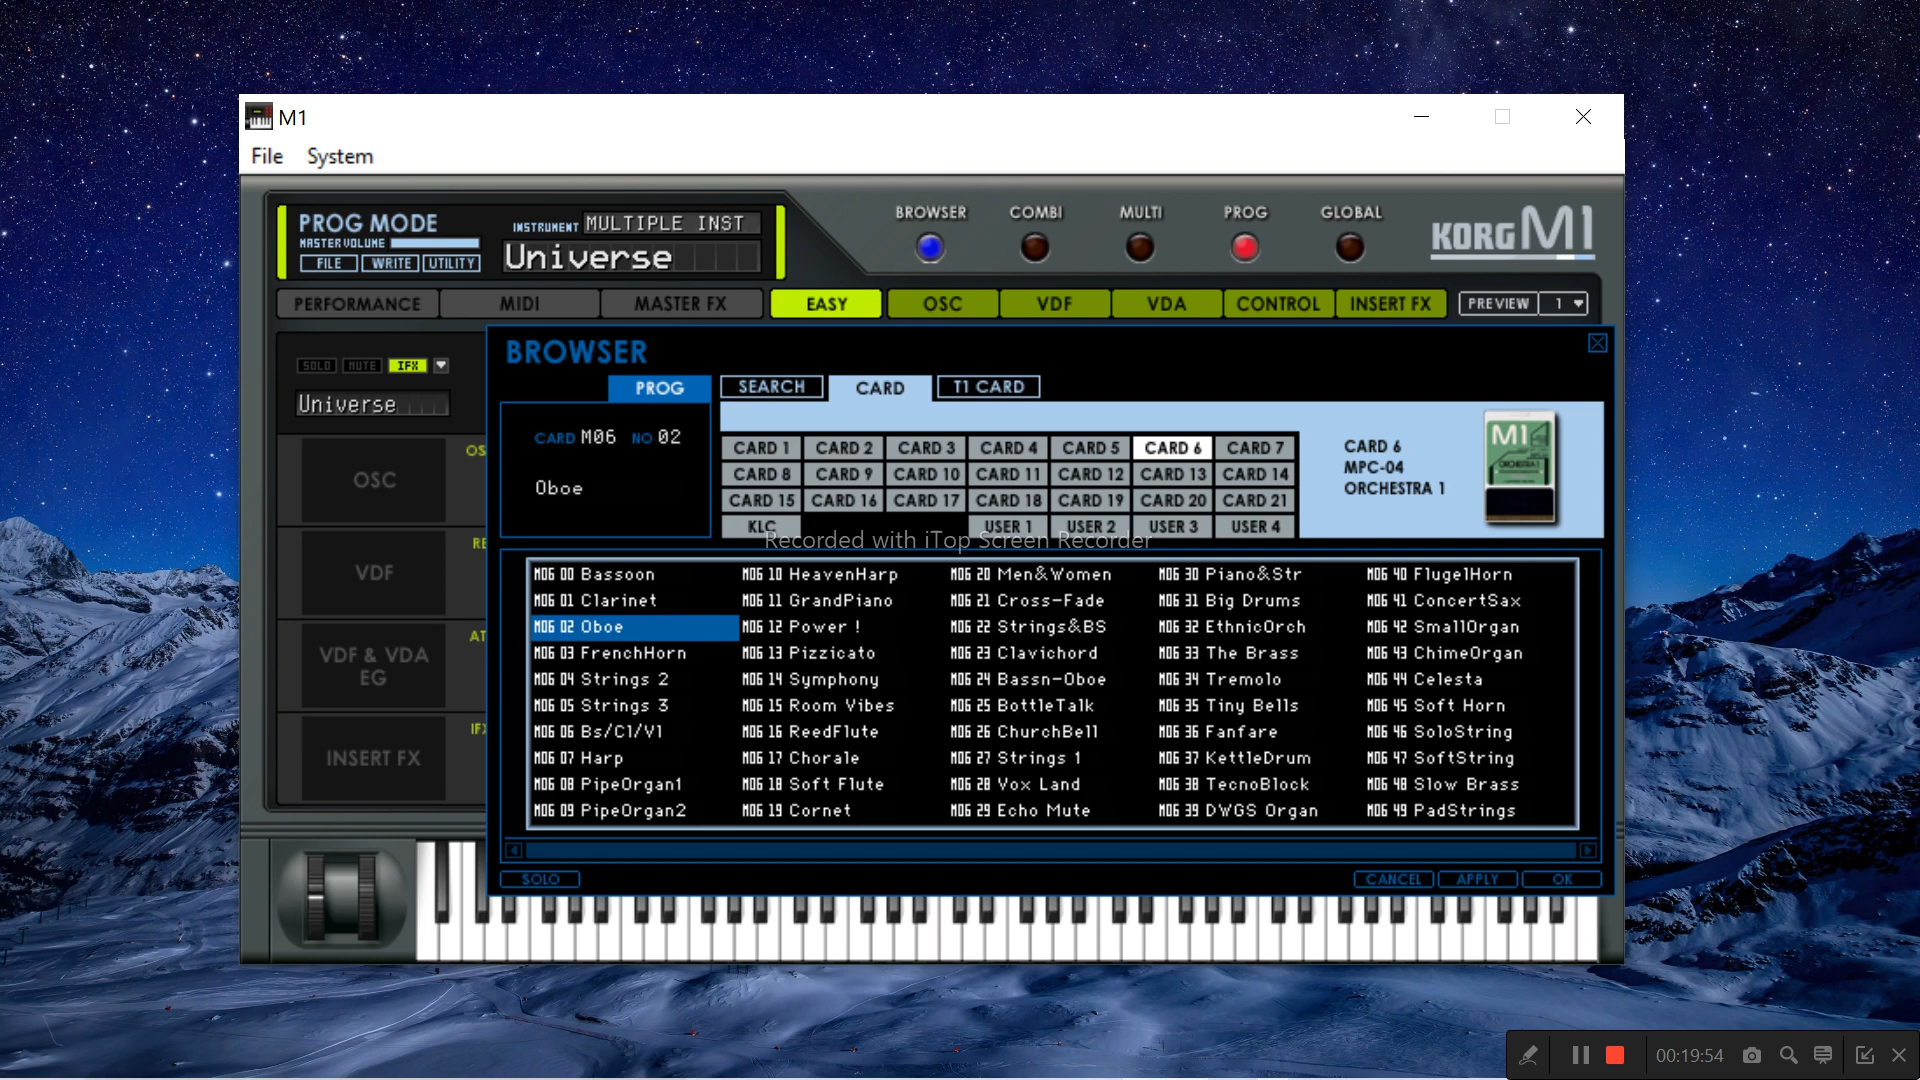 M1
File System
PROG MODE
MASTER VOLUME
FILE WRITE UTILITY
INSTRUMENT MULTIPLE INST
Universe
BROWSER COMBI MULTI PROG GLOBAL
KORG M1
PERFORMANCE MIDI MASTER FX EASY OSC VDF VDA CONTROL INSERT FX PREVIEW 1
SOLO MUTE IFX
Universe
OSC
VDF
VDF & VDA
EG
INSERT FX
BROWSER
PROG SEARCH CARD T1 CARD
CARD M06 NO 02
Oboe
CARD 1 CARD 2 CARD 3 CARD 4 CARD 5 CARD 6 CARD 7
CARD 8 CARD 9 CARD 10 CARD 11 CARD 12 CARD 13 CARD 14
CARD 15 CARD 16 CARD 17 CARD 18 CARD 19 CARD 20 CARD 21
KLC USER 1 USER 2 USER 3 USER 4
CARD 6
MPC-04
ORCHESTRA 1
M1
ORCHESTRA 1
Recorded with iTop Screen Recorder
M06 00 Bassoon M06 10 HeavenHarp M06 20 Men&Women M06 30 Piano&Str M06 40 FlugelHorn
M06 01 Clarinet M06 11 GrandPiano M06 21 Cross-Fade M06 31 Big Drums M06 41 ConcertSax
M06 02 Oboe M06 12 Power ! M06 22 Strings&BS M06 32 EthnicOrch M06 42 SmallOrgan
M06 03 FrenchHorn M06 13 Pizzicato M06 23 Clavichord M06 33 The Brass M06 43 ChimeOrgan
M06 04 Strings 2 M06 14 Symphony M06 24 Bassn-Oboe M06 34 Tremolo M06 44 Celesta
M06 05 Strings 3 M06 15 Room Vibes M06 25 BottleTalk M06 35 Tiny Bells M06 45 Soft Horn
M06 06 Bs/Cl/Vl M06 16 ReedFlute M06 26 ChurchBell M06 36 Fanfare M06 46 SoloString
M06 07 Harp M06 17 Chorale M06 27 Strings 1 M06 37 KettleDrum M06 47 SoftString
M06 08 PipeOrgan1 M06 18 Soft Flute M06 28 Vox Land M06 38 TecnoBlock M06 48 Slow Brass
M06 09 PipeOrgan2 M06 19 Cornet M06 29 Echo Mute M06 39 DWGS Organ M06 49 PadStrings
SOLO CANCEL APPLY OK
00:19:54